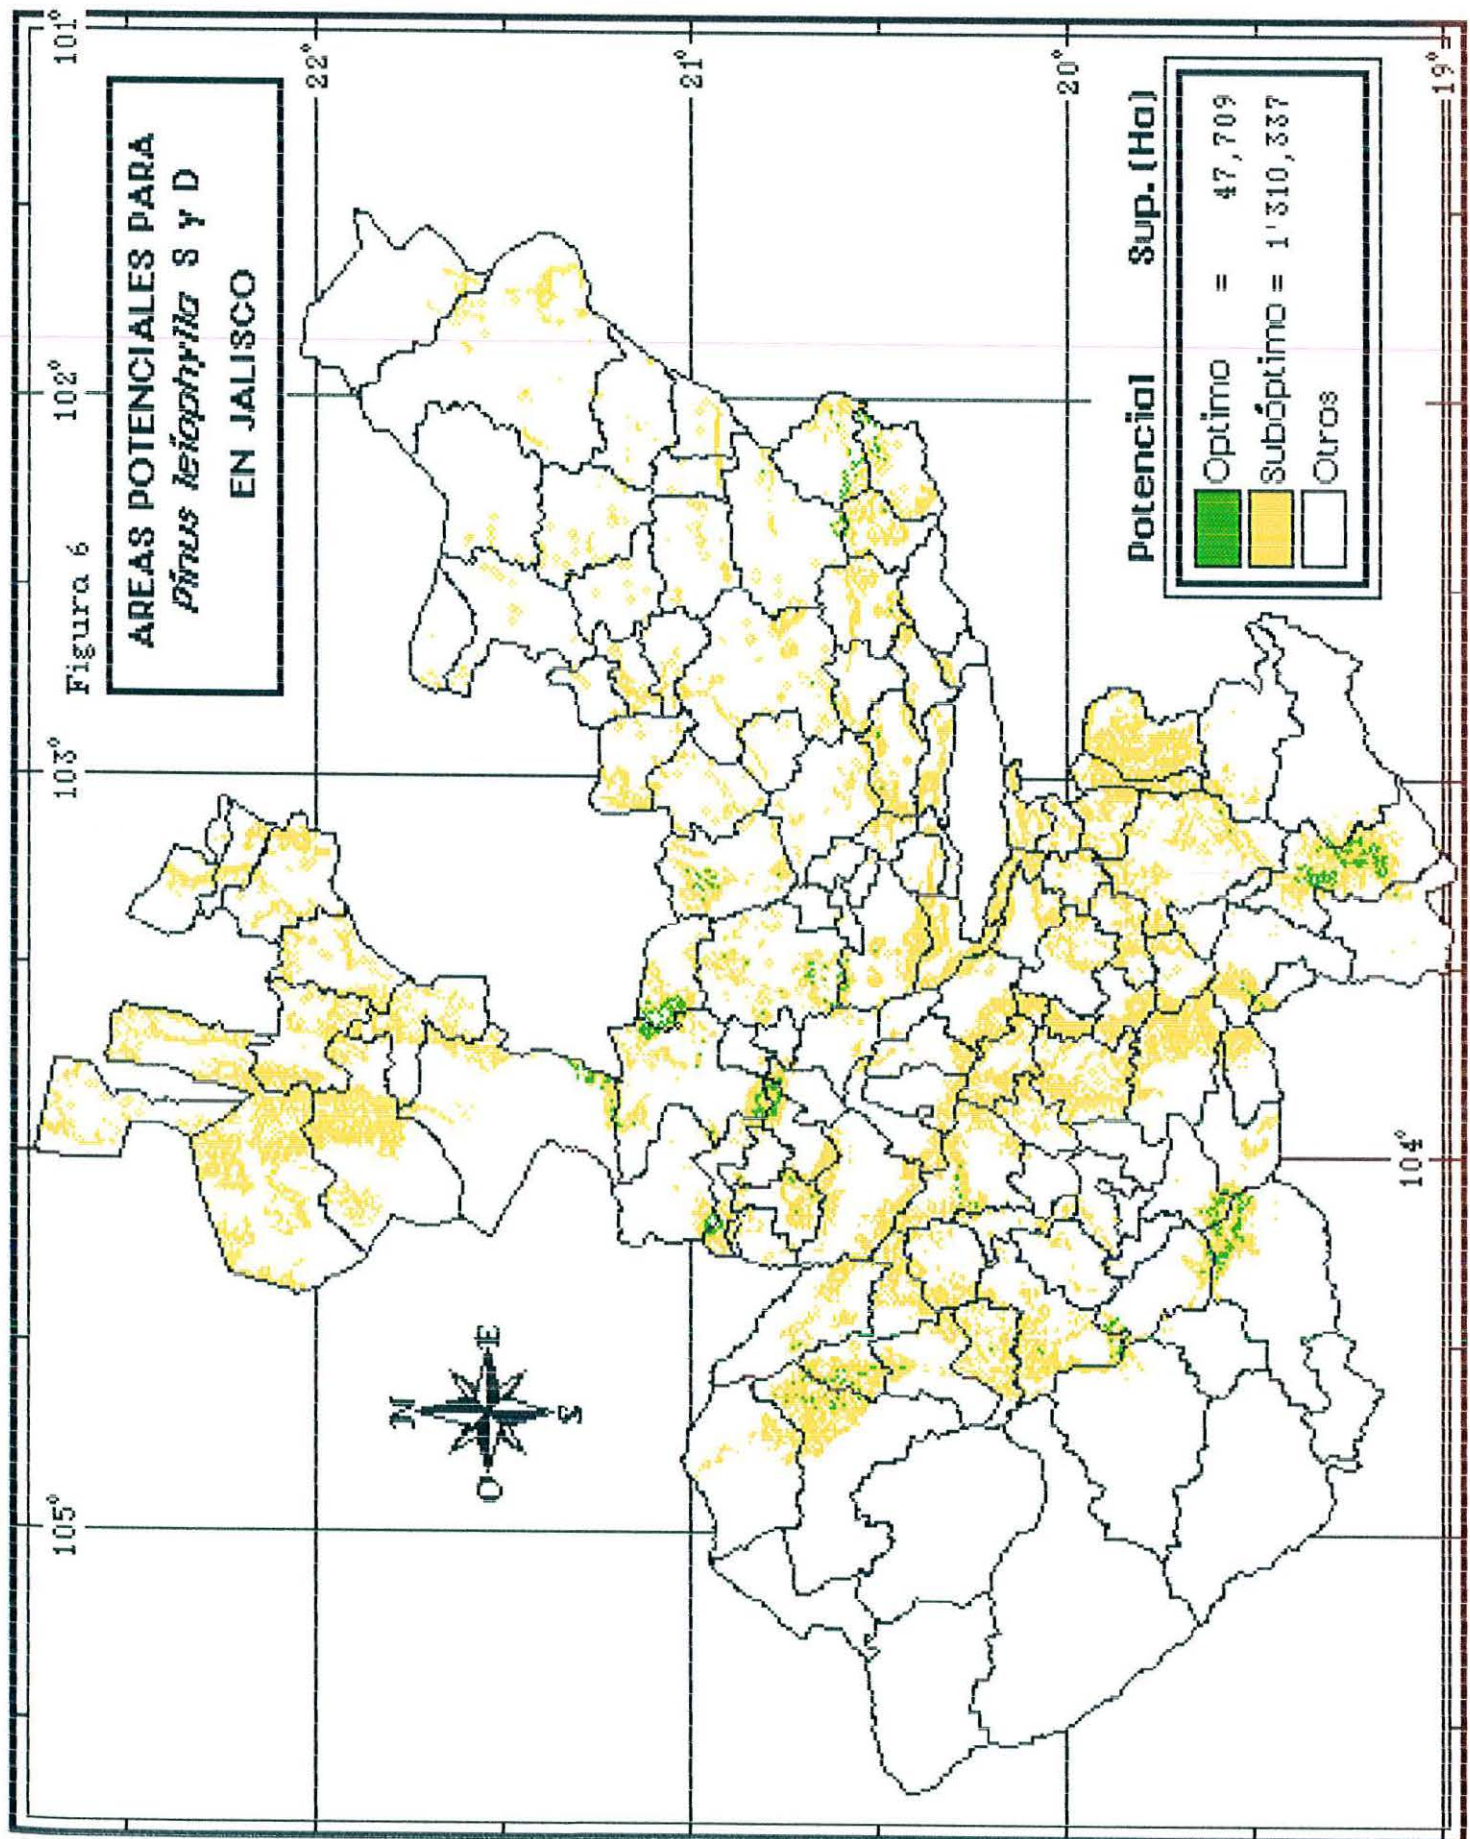 Figura 6
AREAS POTENCIALES PARA
Pinus leiophylla S y D
EN JALISCO
105°
104°
103°
102°
101°
22°
21°
20°
19°
N
O
E
S
Potencial Sup. (Ha)
Optimo = 47,709
Subóptimo = 1'310,337
Otros